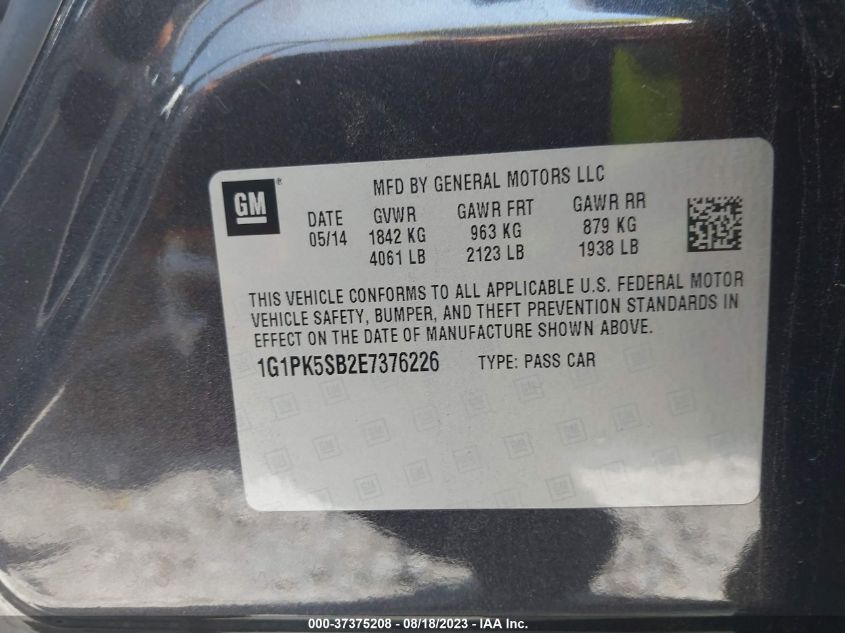 GM®
MFD BY GENERAL MOTORS LLC
DATE GVWR GAWR FRT GAWR RR
05/14 1842 KG 963 KG 879 KG
4061 LB 2123 LB 1938 LB
THIS VEHICLE CONFORMS TO ALL APPLICABLE U.S. FEDERAL MOTOR
VEHICLE SAFETY, BUMPER, AND THEFT PREVENTION STANDARDS IN
EFFECT ON THE DATE OF MANUFACTURE SHOWN ABOVE.
1G1PK5SB2E7376226 TYPE: PASS CAR
000-37375208 - 08/18/2023 - IAA Inc.